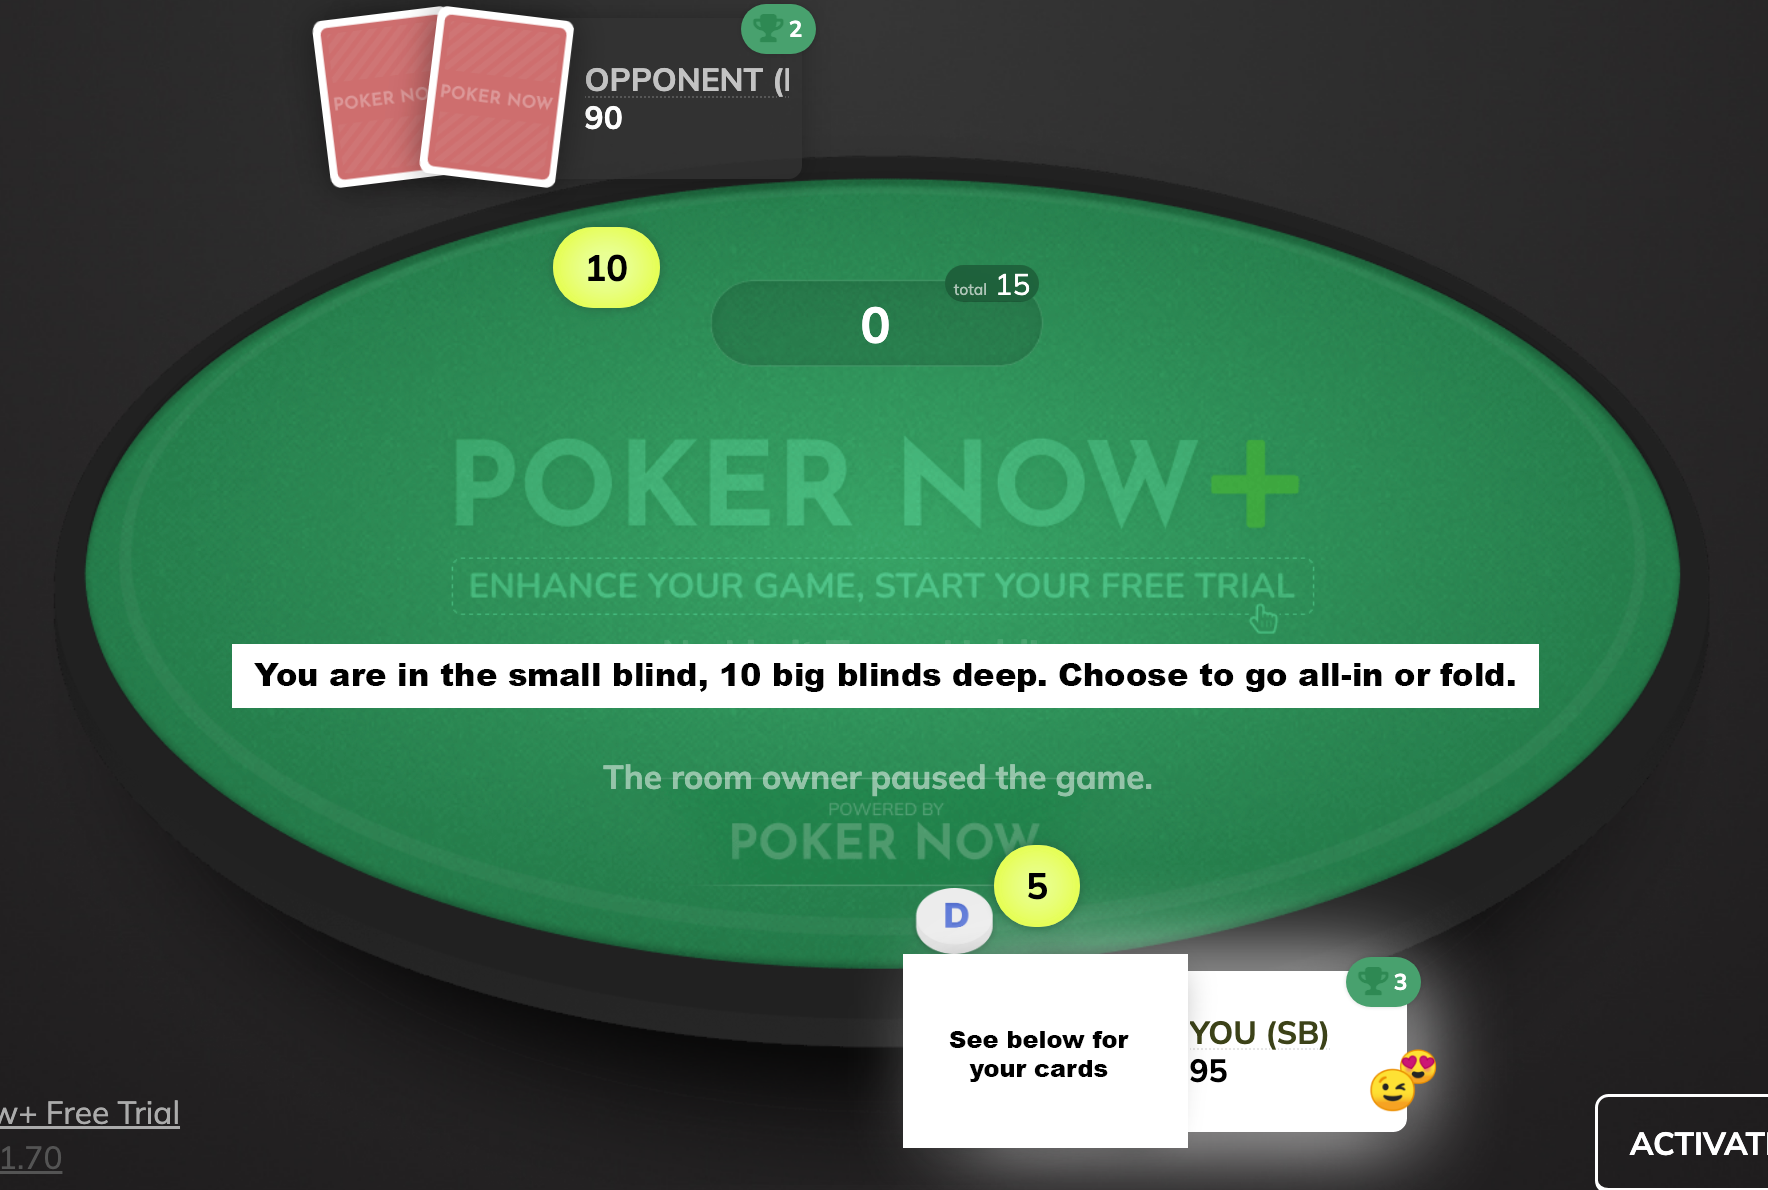 POKER NOW
2
OPPONENT (
90
10
total 15
0
POKER NOW+
ENHANCE YOUR GAME, START YOUR FREE TRIAL
You are in the small blind, 10 big blinds deep. Choose to go all-in or fold.
The room owner paused the game.
POWERED BY
POKER NOW
5
D
3
See below for
your cards
YOU (SB)
95
w+ Free Trial
1.70
ACTIVAT